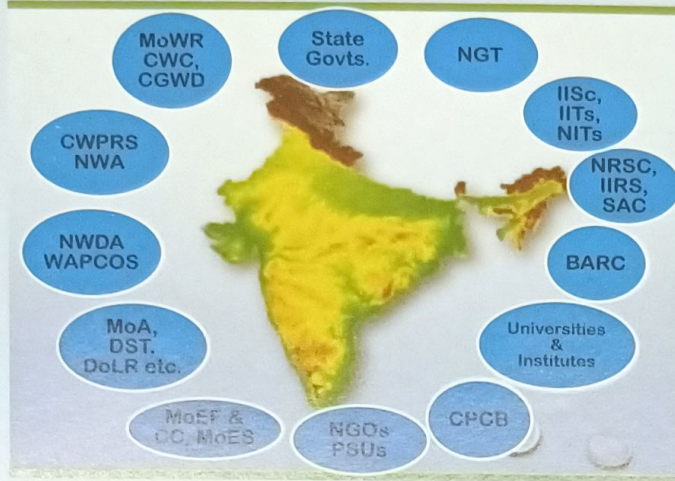 MoWR
CWC,
CGWD
State
Govts.
NGT
IISc,
IITs,
NITs
CWPRS
NWA
NRSC,
IIRS,
SAC
NWDA
WAPCOS
BARC
MoA,
DST.
DoLR etc.
Universities
&
Institutes
MoEF &
CC, MoES
NGOs
PSUs
CPCB